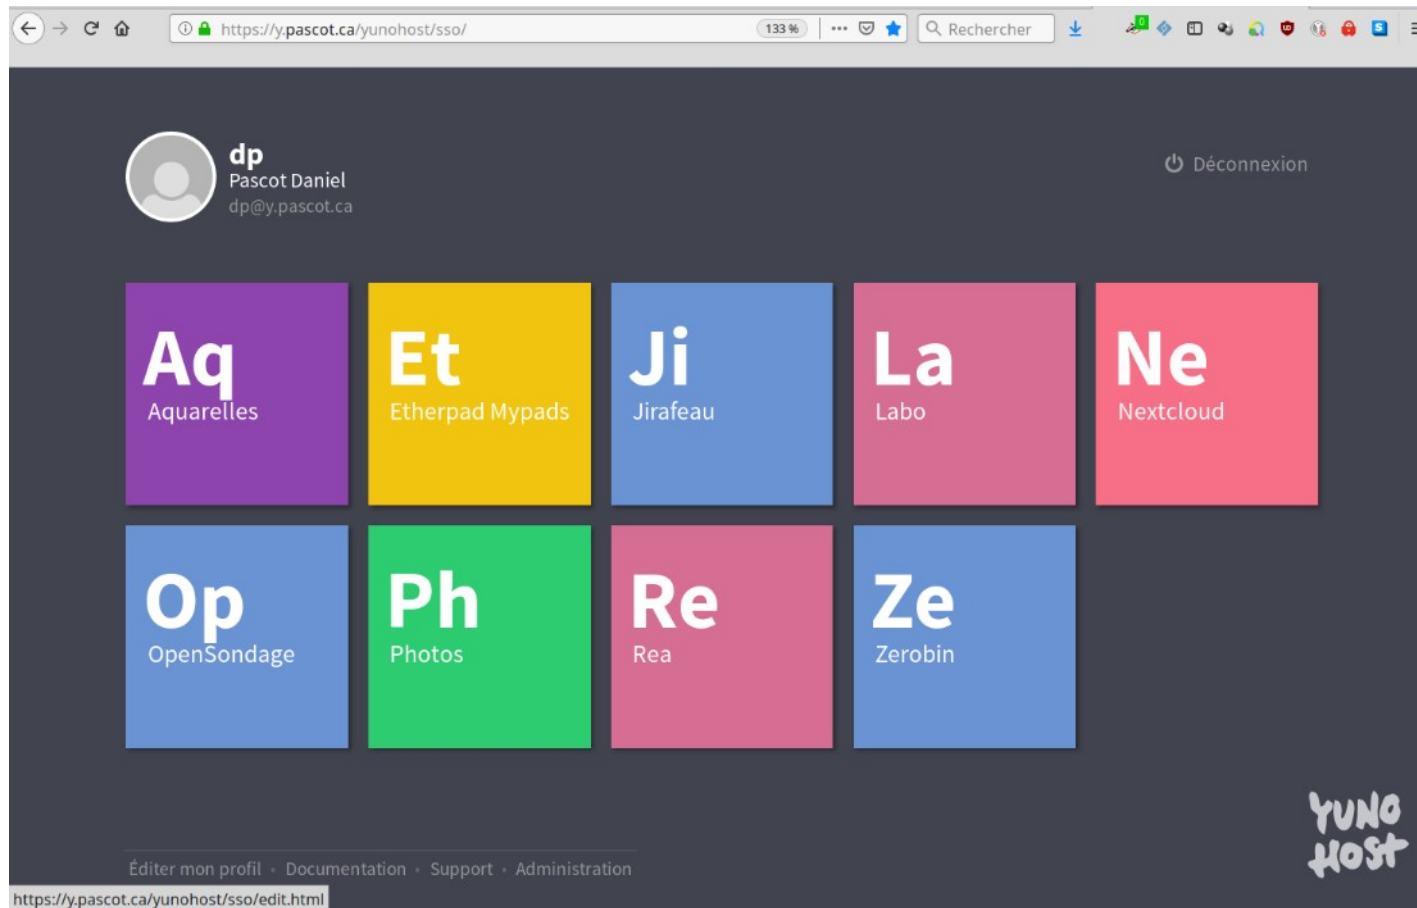 https://y.pascot.ca/yunohost/sso/
133 %
Rechercher
dp
Pascot Daniel
dp@y.pascot.ca
Déconnexion
Aq
Aquarelles
Et
Etherpad Mypads
Ji
Jirafeau
La
Labo
Ne
Nextcloud
Op
OpenSondage
Ph
Photos
Re
Rea
Ze
Zerobin
YUNO
HOST
Éditer mon profil • Documentation • Support • Administration
https://y.pascot.ca/yunohost/sso/edit.html